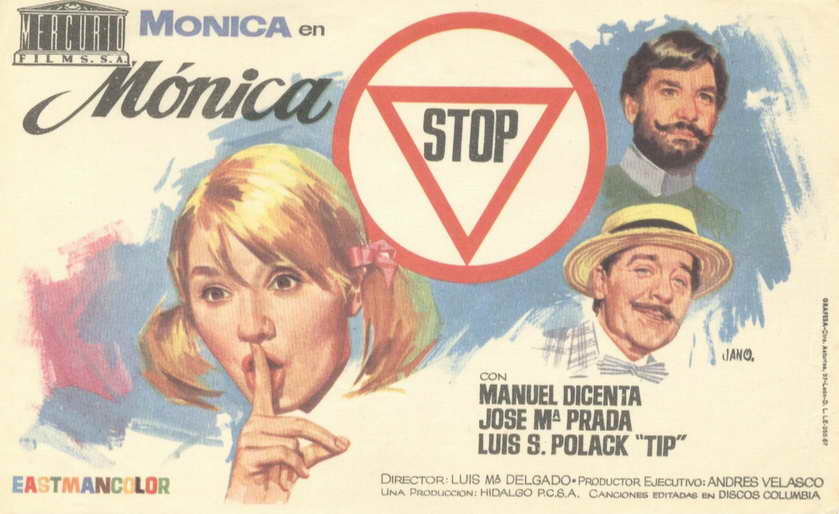 MERCURIO
FILMS.S.A.
MONICA en
Mónica
STOP
JANO.
CON
MANUEL DICENTA
JOSE Mª PRADA
LUIS S. POLACK "TIP"
EASTMANCOLOR
DIRECTOR: LUIS Mª DELGADO • PRODUCTOR EJECUTIVO: ANDRES VELASCO
UNA PRODUCCION: HIDALGO P.C.S.A. CANCIONES EDITADAS EN DISCOS COLUMBIA